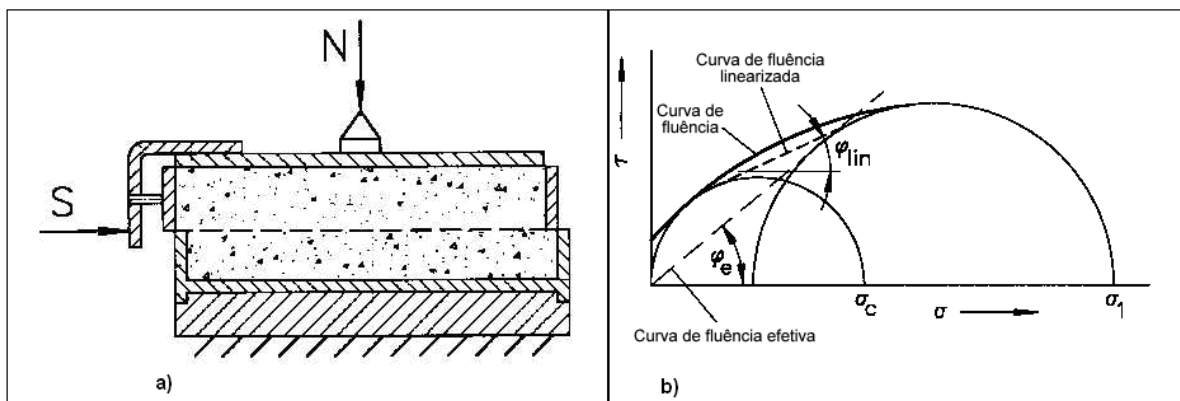 N
S
a)
Curva de fluência
linearizada
Curva de
fluência
τ
φlin
φe
σc
σ
σ1
Curva de fluência efetiva
b)